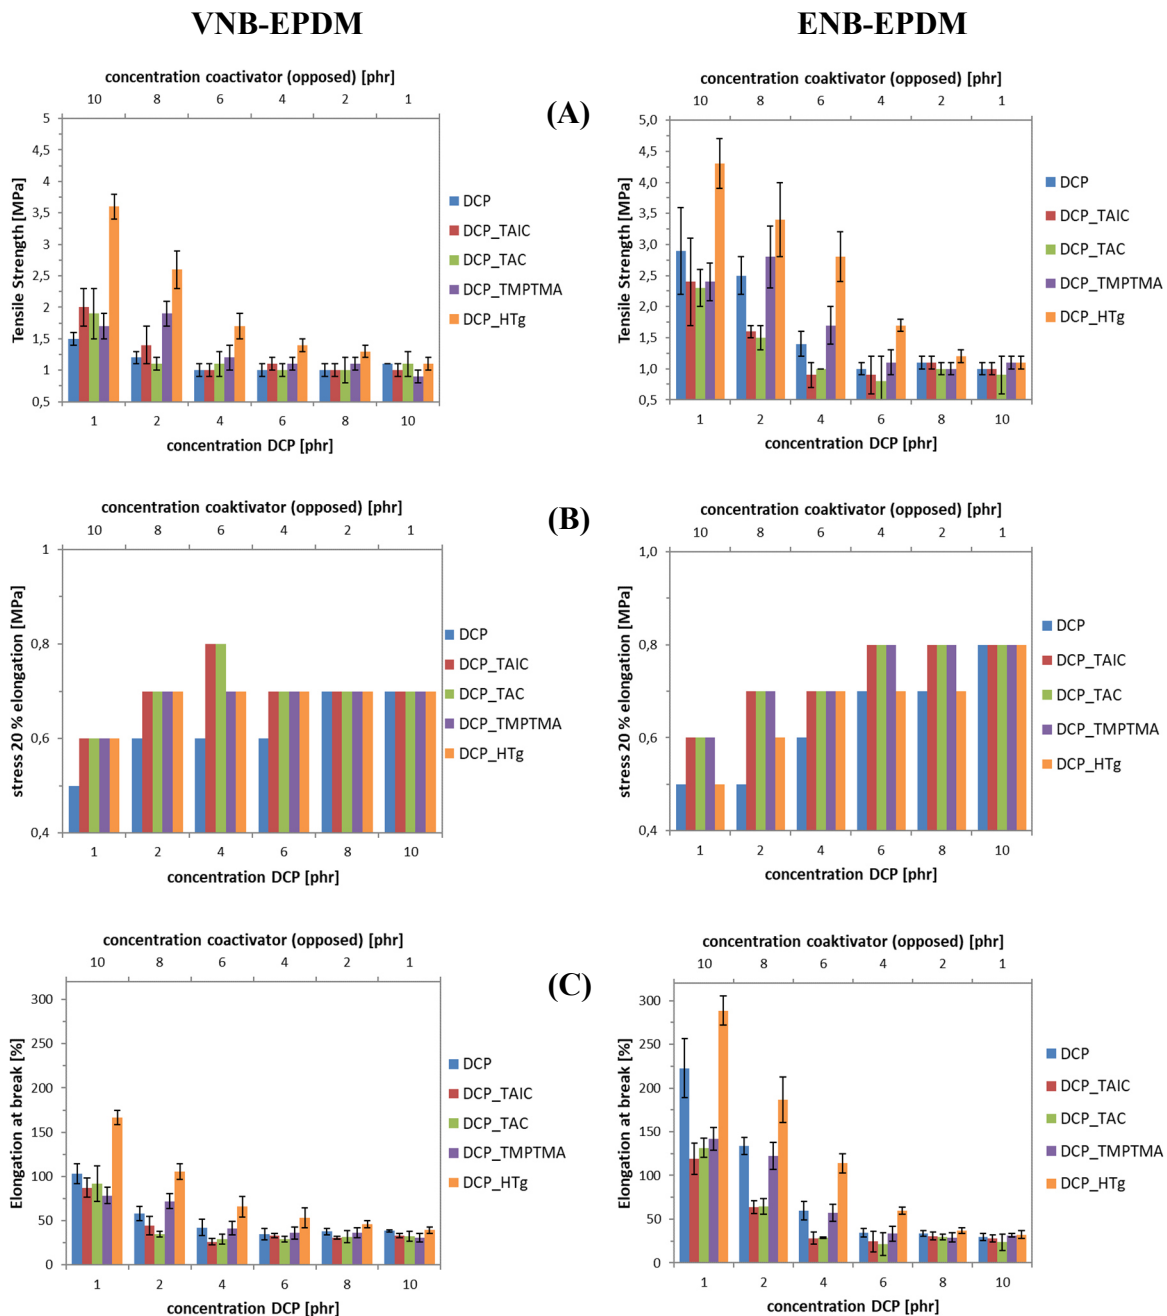 VNB-EPDM
ENB-EPDM
(A)
concentration coactivator (opposed) [phr]
10 8 6 4 2 1
Tensile Strength [MPa]
5
4,5
4
3,5
3
2,5
2
1,5
1
0,5
1 2 4 6 8 10
concentration DCP [phr]
DCP
DCP_TAIC
DCP_TAC
DCP_TMPTMA
DCP_HTg
concentration coaktivator (opposed) [phr]
10 8 6 4 2 1
Tensile Strength [MPa]
5,0
4,5
4,0
3,5
3,0
2,5
2,0
1,5
1,0
0,5
1 2 4 6 8 10
concentration DCP [phr]
DCP
DCP_TAIC
DCP_TAC
DCP_TMPTMA
DCP_HTg
(B)
concentration coaktivator (opposed) [phr]
10 8 6 4 2 1
stress 20 % elongation [MPa]
1
0,8
0,6
0,4
1 2 4 6 8 10
concentration DCP [phr]
DCP
DCP_TAIC
DCP_TAC
DCP_TMPTMA
DCP_HTg
concentration coaktivator (opposed) [phr]
10 8 6 4 2 1
stress 20 % elongation [MPa]
1,0
0,8
0,6
0,4
1 2 4 6 8 10
concentration DCP [phr]
DCP
DCP_TAIC
DCP_TAC
DCP_TMPTMA
DCP_HTg
(C)
concentration coactivator (opposed) [phr]
10 8 6 4 2 1
Elongation at break [%]
300
250
200
150
100
50
0
1 2 4 6 8 10
concentration DCP [phr]
DCP
DCP_TAIC
DCP_TAC
DCP_TMPTMA
DCP_HTg
concentration coaktivator (opposed) [phr]
10 8 6 4 2 1
Elongation at break [%]
300
250
200
150
100
50
0
1 2 4 6 8 10
concentration DCP [phr]
DCP
DCP_TAIC
DCP_TAC
DCP_TMPTMA
DCP_HTg